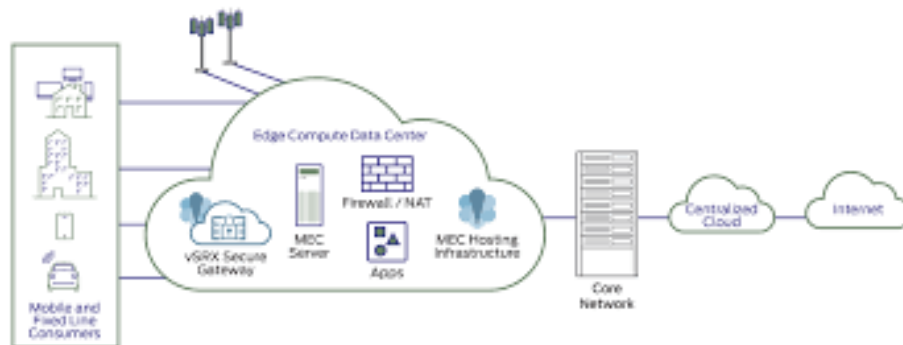 Edge Compute Data Center
Firewall / NAT
vSRX Secure
Gateway
MEC
Server
Apps
MEC Hosting
Infrastructure
Core
Network
Centralized
Cloud
Internet
Mobile and
Fixed Line
Consumers